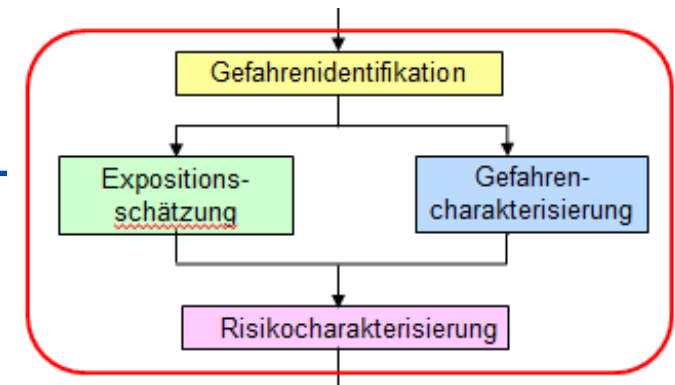 Gefahrenidentifikation
Expositions-
schätzung
Gefahren-
charakterisierung
Risikocharakterisierung